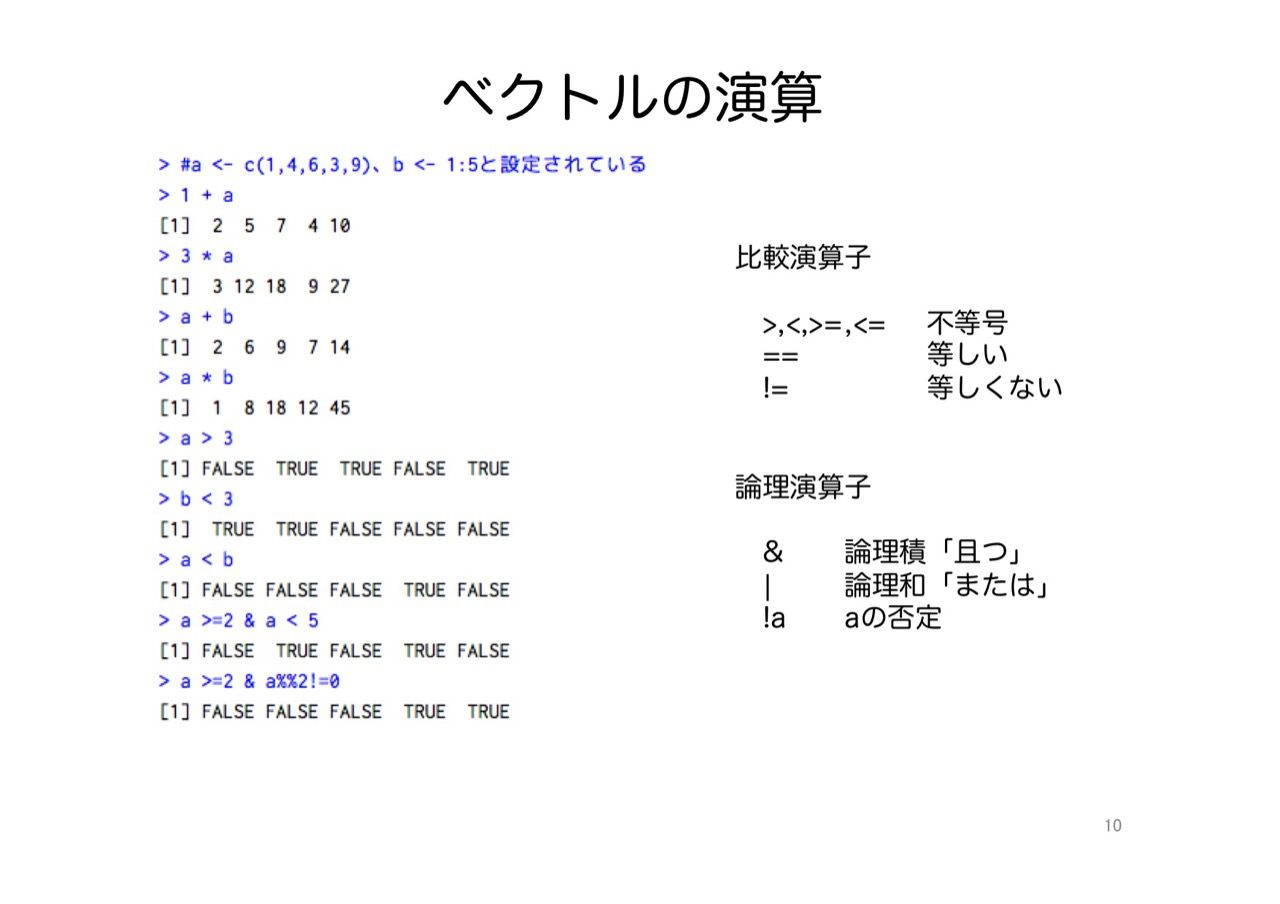 ベクトルの演算
> #a <- c(1,4,6,3,9)、b <- 1:5と設定されている
> 1 + a
[1]  2  5  7  4 10
> 3 * a
[1]  3 12 18  9 27
> a + b
[1]  2  6  9  7 14
> a * b
[1]  1  8 18 12 45
> a > 3
[1] FALSE  TRUE  TRUE FALSE  TRUE
> b < 3
[1]  TRUE  TRUE FALSE FALSE FALSE
> a < b
[1] FALSE FALSE FALSE  TRUE FALSE
> a >=2 & a < 5
[1] FALSE  TRUE FALSE  TRUE FALSE
> a >=2 & a%%2!=0
[1] FALSE FALSE FALSE  TRUE  TRUE
比較演算子
>,<,>=,<= 不等号
== 等しい
!= 等しくない
論理演算子
& 論理積「且つ」
| 論理和「または」
!a aの否定
10